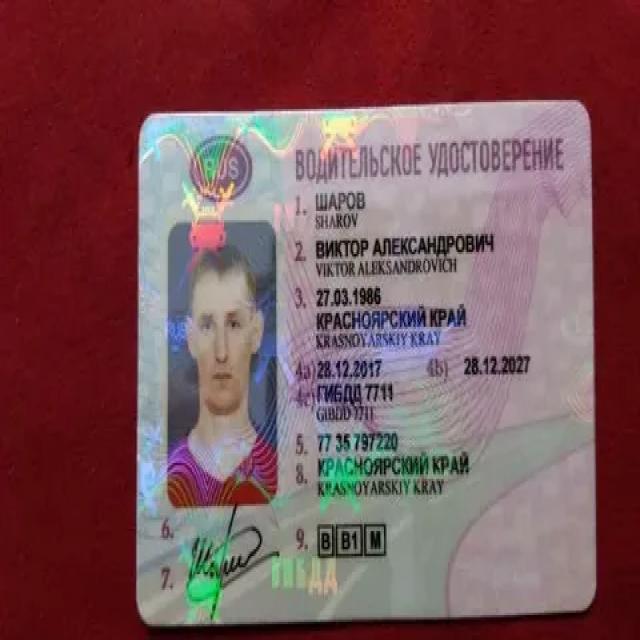 RUS
ВОДИТЕЛЬСКОЕ УДОСТОВЕРЕНИЕ
1. ШАРОВ
SHAROV
2. ВИКТОР АЛЕКСАНДРОВИЧ
VIKTOR ALEKSANDROVICH
3. 27.03.1986
КРАСНОЯРСКИЙ КРАЙ
KRASNOYARSKIY KRAY
4a) 28.12.2017 4b) 28.12.2027
4c) ГИБДД 7711
GIBDD 7711
5. 77 35 797220
8. КРАСНОЯРСКИЙ КРАЙ
KRASNOYARSKIY KRAY
6.
7.
9. B B1 M
ГИБДД